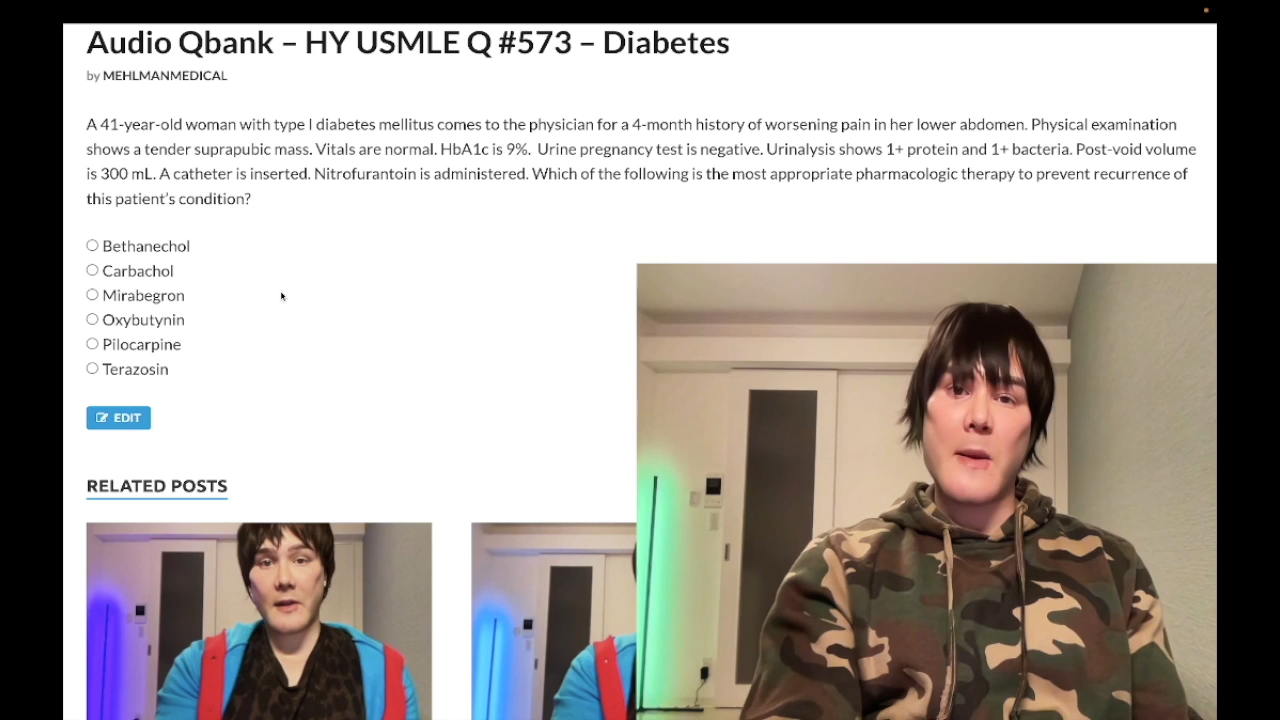 Audio Qbank – HY USMLE Q #573 – Diabetes
by MEHLMANMEDICAL
A 41-year-old woman with type I diabetes mellitus comes to the physician for a 4-month history of worsening pain in her lower abdomen. Physical examination
shows a tender suprapubic mass. Vitals are normal. HbA1c is 9%.  Urine pregnancy test is negative. Urinalysis shows 1+ protein and 1+ bacteria. Post-void volume
is 300 mL. A catheter is inserted. Nitrofurantoin is administered. Which of the following is the most appropriate pharmacologic therapy to prevent recurrence of
this patient's condition?
Bethanechol
Carbachol
Mirabegron
Oxybutynin
Pilocarpine
Terazosin
EDIT
RELATED POSTS